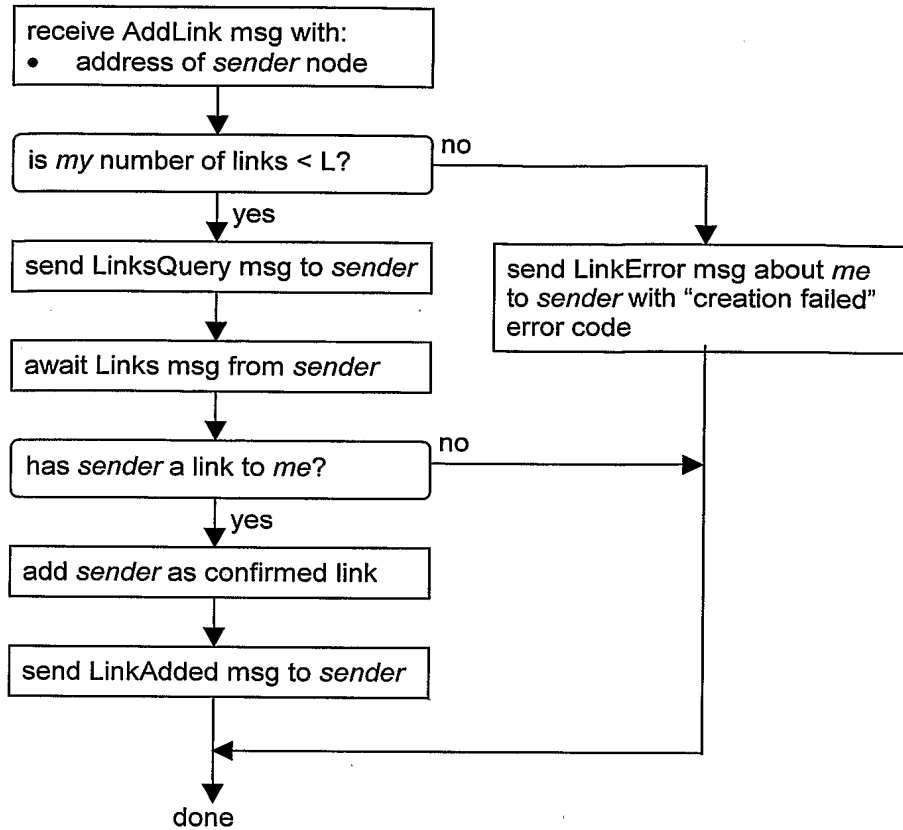 receive AddLink msg with:
• address of sender node
is my number of links < L?
no
yes
send LinksQuery msg to sender
send LinkError msg about me
to sender with “creation failed”
error code
await Links msg from sender
has sender a link to me?
no
yes
add sender as confirmed link
send LinkAdded msg to sender
done